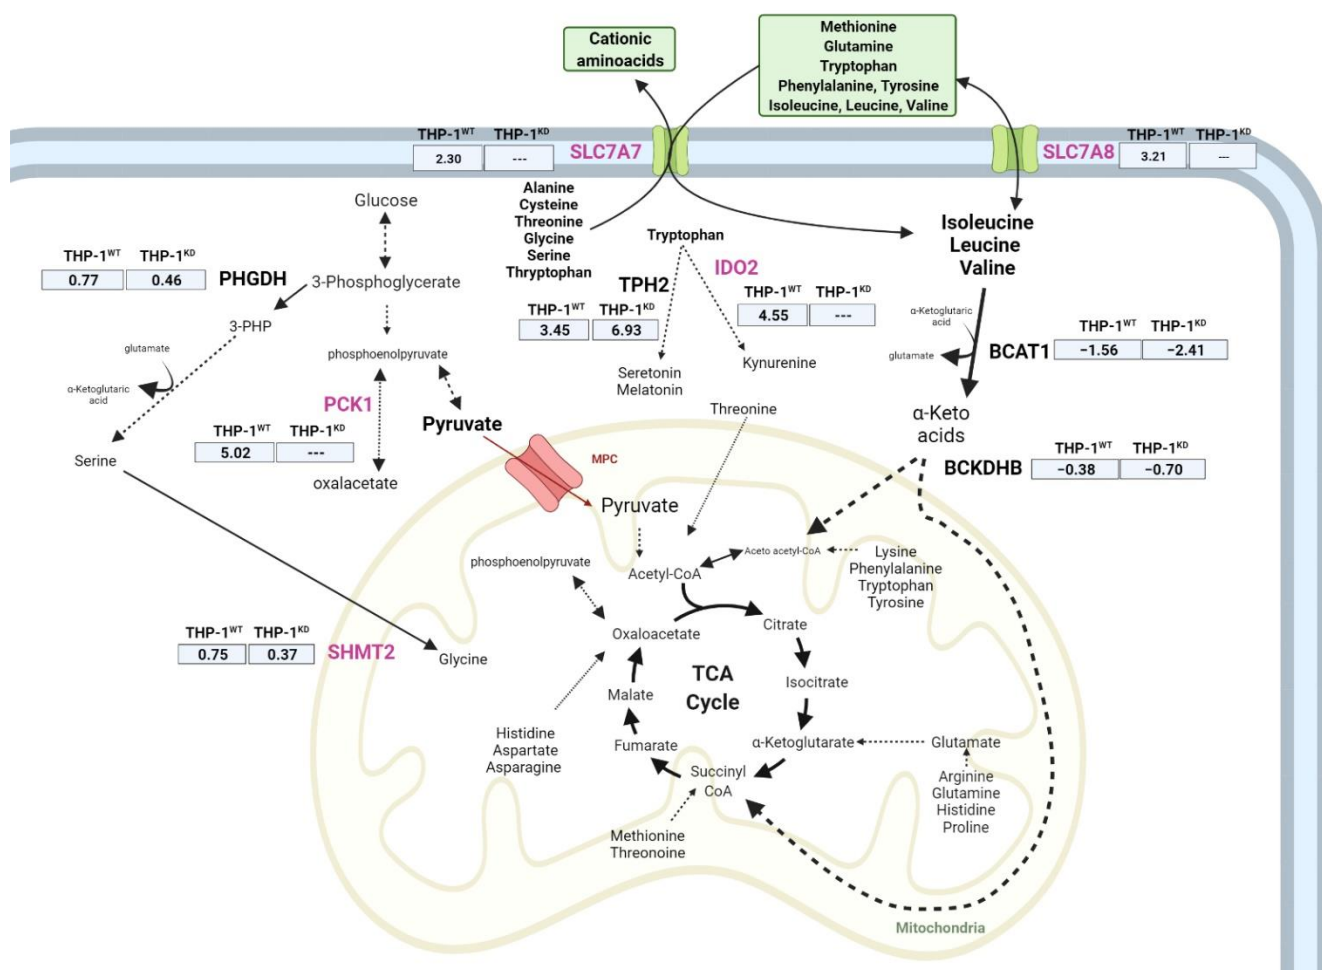 Cationic
aminoacids
Methionine
Glutamine
Tryptophan
Phenylalanine, Tyrosine
Isoleucine, Leucine, Valine
THP-1WT THP-1KD
2.30 ---
SLC7A7
SLC7A8
THP-1WT THP-1KD
3.21 ---
Alanine
Cysteine
Threonine
Glycine
Serine
Thryptophan
Glucose
THP-1WT THP-1KD
0.77 0.46
PHGDH
3-Phosphoglycerate
3-PHP
glutamate
α-Ketoglutaric
acid
Serine
phosphoenolpyruvate
PCK1
THP-1WT THP-1KD
5.02 ---
oxalacetate
Pyruvate
MPC
Pyruvate
Tryptophan
TPH2
IDO2
THP-1WT THP-1KD
3.45 6.93
THP-1WT THP-1KD
4.55 ---
Seretonin
Melatonin
Kynurenine
Threonine
Isoleucine
Leucine
Valine
α-Ketoglutaric
acid
glutamate
BCAT1
THP-1WT THP-1KD
−1.56 −2.41
α-Keto
acids
BCKDHB
THP-1WT THP-1KD
−0.38 −0.70
phosphoenolpyruvate
Acetyl-CoA
Aceto acetyl-CoA
Lysine
Phenylalanine
Tryptophan
Tyrosine
Oxaloacetate
Citrate
THP-1WT THP-1KD
0.75 0.37
SHMT2
Glycine
TCA
Cycle
Isocitrate
Malate
Histidine
Aspartate
Asparagine
Fumarate
α-Ketoglutarate
Glutamate
Succinyl
CoA
Arginine
Glutamine
Histidine
Proline
Methionine
Threonoine
Mitochondria